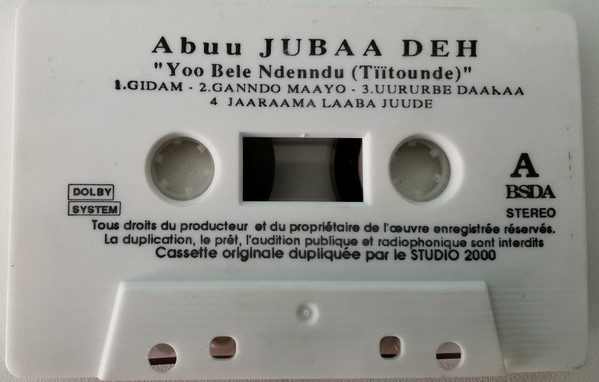 Abuu JUBAA DEH
"Yoo Bele Ndenndu (Tïïtounde)"
1.GIDAM - 2.GANNDO MAAYO - 3.UURURBE DAAKAA
4 JAARAAMA LAABA JUUDE
A
DOLBY
BSDA
SYSTEM
STEREO
Tous droits du producteur et du propriétaire de l'œuvre enregistrée réservés.
La duplication, le prêt, l'audition publique et radiophonique sont interdits
Cassette originale dupliquée par le STUDIO 2000